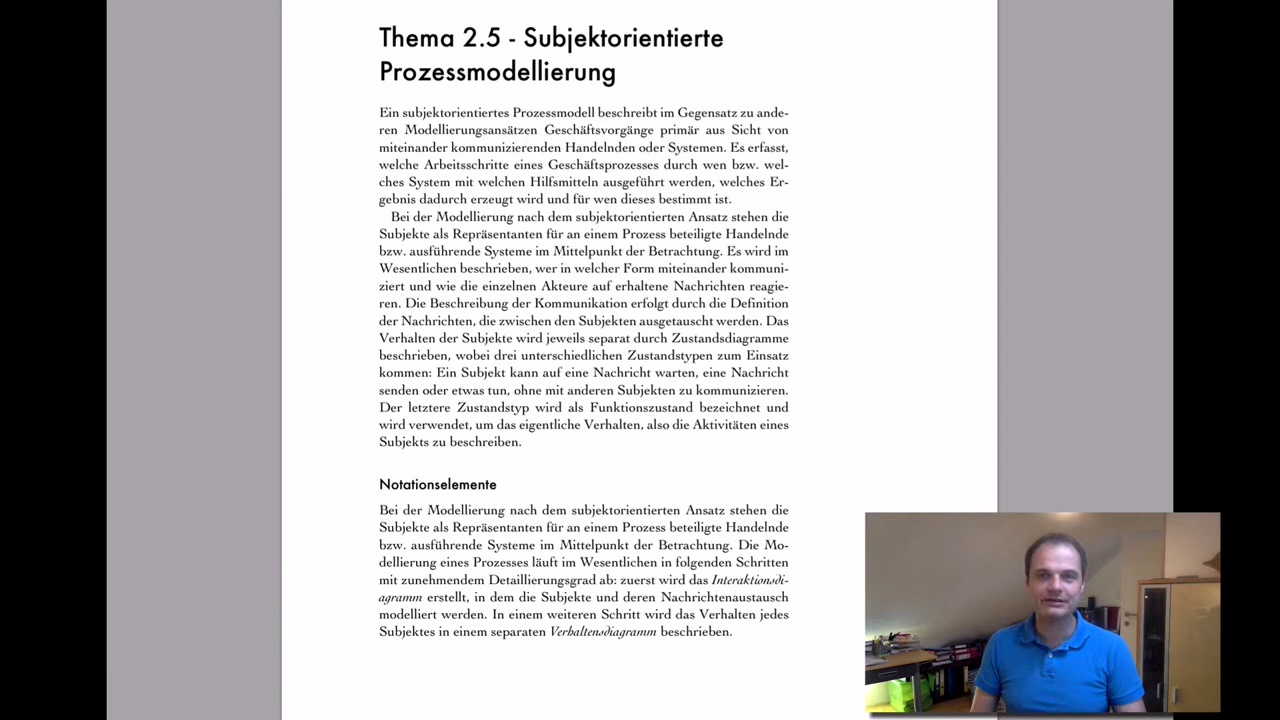 Thema 2.5 - Subjektorientierte
Prozessmodellierung
Ein subjektorientiertes Prozessmodell beschreibt im Gegensatz zu ande-
ren Modellierungsansätzen Geschäftsvorgänge primär aus Sicht von
miteinander kommunizierenden Handelnden oder Systemen. Es erfasst,
welche Arbeitsschritte eines Geschäftsprozesses durch wen bzw. wel-
ches System mit welchen Hilfsmitteln ausgeführt werden, welches Er-
gebnis dadurch erzeugt wird und für wen dieses bestimmt ist.
Bei der Modellierung nach dem subjektorientierten Ansatz stehen die
Subjekte als Repräsentanten für an einem Prozess beteiligte Handelnde
bzw. ausführende Systeme im Mittelpunkt der Betrachtung. Es wird im
Wesentlichen beschrieben, wer in welcher Form miteinander kommuni-
ziert und wie die einzelnen Akteure auf erhaltene Nachrichten reagie-
ren. Die Beschreibung der Kommunikation erfolgt durch die Definition
der Nachrichten, die zwischen den Subjekten ausgetauscht werden. Das
Verhalten der Subjekte wird jeweils separat durch Zustandsdiagramme
beschrieben, wobei drei unterschiedlichen Zustandstypen zum Einsatz
kommen: Ein Subjekt kann auf eine Nachricht warten, eine Nachricht
senden oder etwas tun, ohne mit anderen Subjekten zu kommunizieren.
Der letztere Zustandstyp wird als Funktionszustand bezeichnet und
wird verwendet, um das eigentliche Verhalten, also die Aktivitäten eines
Subjekts zu beschreiben.
Notationselemente
Bei der Modellierung nach dem subjektorientierten Ansatz stehen die
Subjekte als Repräsentanten für an einem Prozess beteiligte Handelnde
bzw. ausführende Systeme im Mittelpunkt der Betrachtung. Die Mo-
dellierung eines Prozesses läuft im Wesentlichen in folgenden Schritten
mit zunehmendem Detaillierungsgrad ab: zuerst wird das Interaktionsdi-
agramm erstellt, in dem die Subjekte und deren Nachrichtenaustausch
modelliert werden. In einem weiteren Schritt wird das Verhalten jedes
Subjektes in einem separaten Verhaltensdiagramm beschrieben.